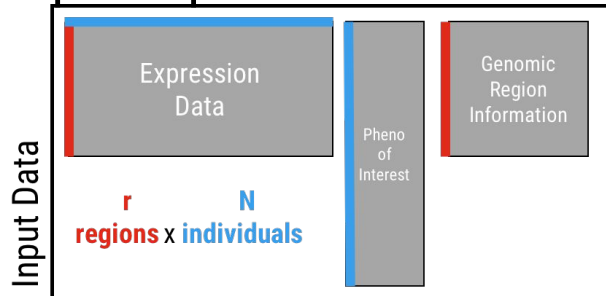 Input Data
Expression
Data
Pheno
of
Interest
Genomic
Region
Information
r N
regions x individuals